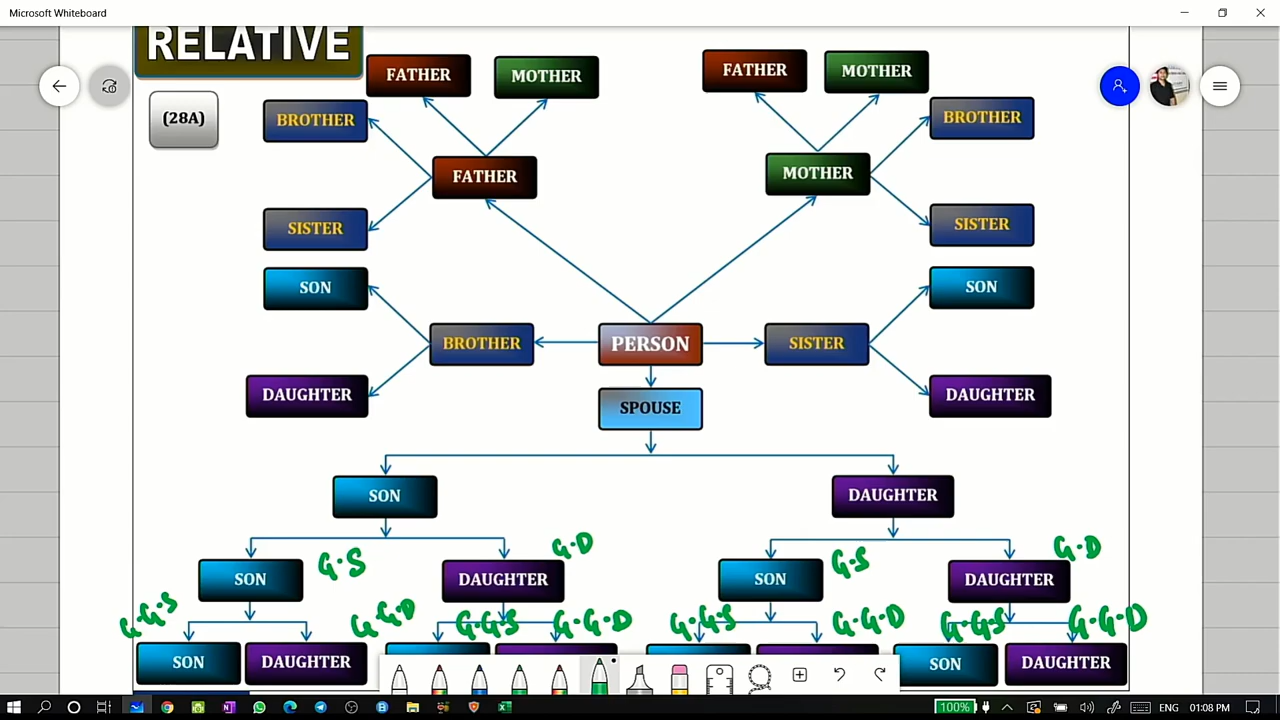 Microsoft Whiteboard
RELATIVE
(28A)
FATHER MOTHER FATHER MOTHER
BROTHER BROTHER
FATHER MOTHER
SISTER SISTER
SON SON
BROTHER PERSON SISTER
DAUGHTER SPOUSE DAUGHTER
SON DAUGHTER
G.S G.D G.S G.D
SON DAUGHTER SON DAUGHTER
G.G.S G.G.D G.G.S G.G.D G.G.S G.G.D G.G.S G.G.D
SON DAUGHTER SON DAUGHTER
100% ENG 01:08 PM